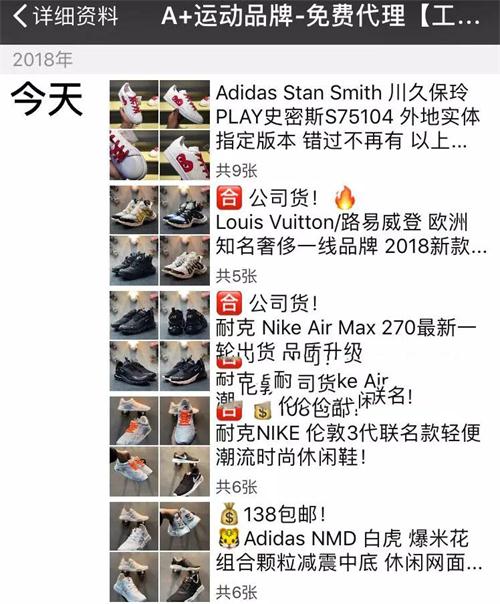 详细资料
A+运动品牌-免费代理【工...
2018年
今天
Adidas Stan Smith 川久保玲
PLAY史密斯S75104 外地实体
指定版本 错过不再有 以上...
共9张
合 公司货！🔥
Louis Vuitton/路易威登 欧洲
知名奢侈一线品牌 2018新款...
共5张
合 公司货！
耐克 Nike Air Max 270最新一
轮出货 品质升级
耐克NIKE 伦敦3代联名款轻便
潮流时尚休闲鞋！
共6张
💰138包邮！
🐯Adidas NMD 白虎 爆米花
组合颗粒减震中底 休闲网面...
共6张